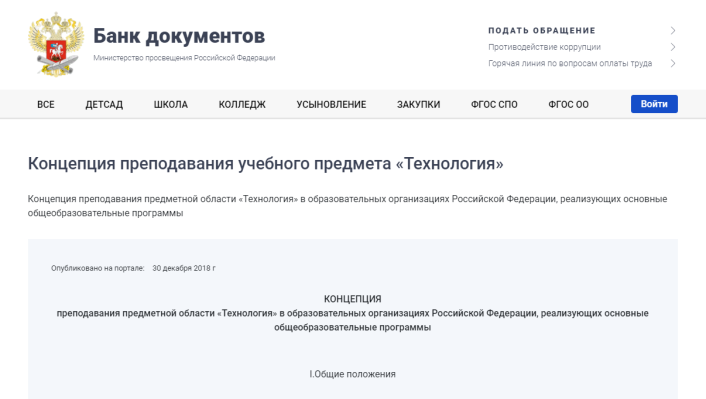 Банк документов
Министерство просвещения Российской Федерации
ПОДАТЬ ОБРАЩЕНИЕ
Противодействие коррупции
Горячая линия по вопросам оплаты труда
ВСЕ ДЕТСАД ШКОЛА КОЛЛЕДЖ УСЫНОВЛЕНИЕ ЗАКУПКИ ФГОС СПО ФГОС ОО Войти
Концепция преподавания учебного предмета «Технология»
Концепция преподавания предметной области «Технология» в образовательных организациях Российской Федерации, реализующих основные
общеобразовательные программы
Опубликовано на портале: 30 декабря 2018 г
КОНЦЕПЦИЯ
преподавания предметной области «Технология» в образовательных организациях Российской Федерации, реализующих основные
общеобразовательные программы
I.Общие положения